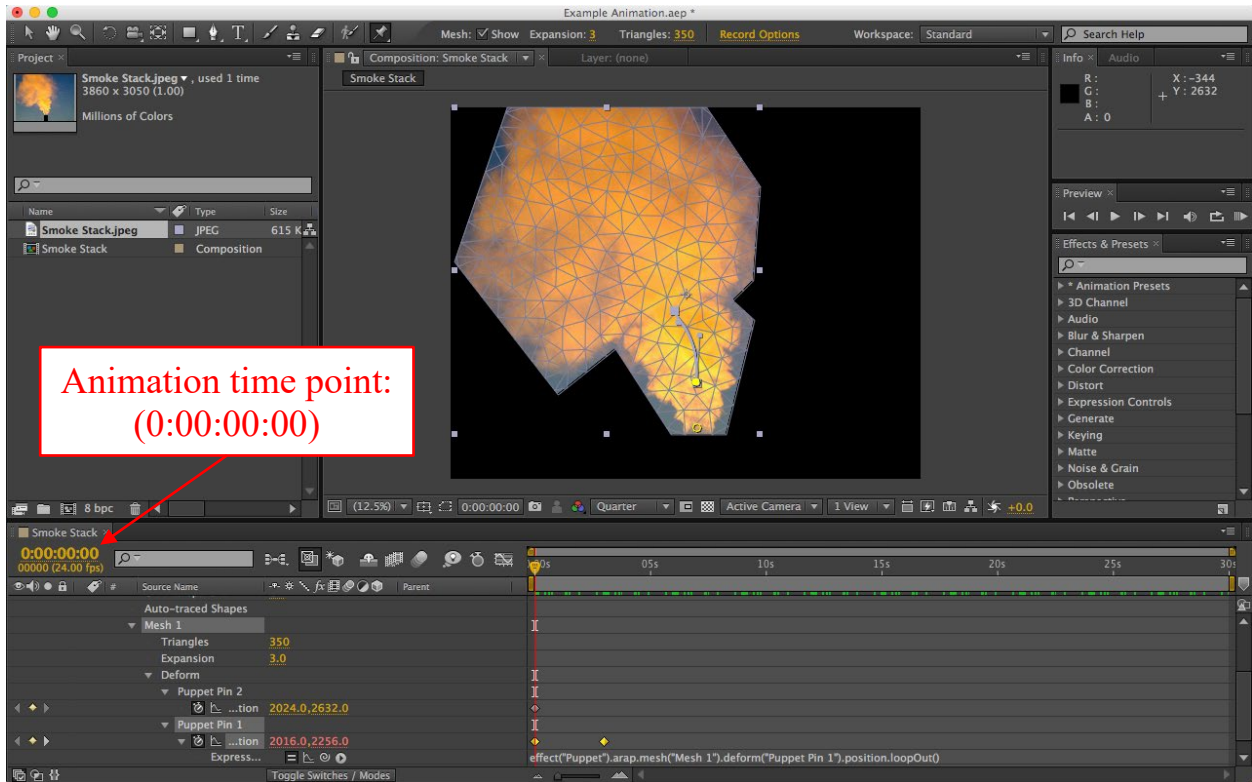 Example Animation.aep *
Mesh: Show Expansion: 3 Triangles: 350 Record Options Workspace: Standard Search Help
Project × Composition: Smoke Stack × Layer: (none) Info × Audio
Smoke Stack.jpeg , used 1 time
3860 x 3050 (1.00)
Millions of Colors
Smoke Stack
R :
G :
B :
A : 0
X : -344
Y : 2632
Name Type Size
Smoke Stack.jpeg JPEG 615 K
Smoke Stack Composition
Preview ×
Effects & Presets ×
* Animation Presets
3D Channel
Audio
Blur & Sharpen
Channel
Color Correction
Distort
Expression Controls
Generate
Keying
Matte
Noise & Grain
Obsolete
Animation time point:
(0:00:00:00)
8 bpc (12.5%) 0:00:00:00 Quarter Active Camera 1 View +0.0
Smoke Stack ×
0:00:00:00
00000 (24.00 fps)
05s 10s 15s 20s 25s
# Source Name Parent
Auto-traced Shapes
Mesh 1
Triangles 350
Expansion 3.0
Deform
Puppet Pin 2
...tion 2024.0,2632.0
Puppet Pin 1
...tion 2016.0,2256.0
Express... effect("Puppet").arap.mesh("Mesh 1").deform("Puppet Pin 1").position.loopOut()
Toggle Switches / Modes